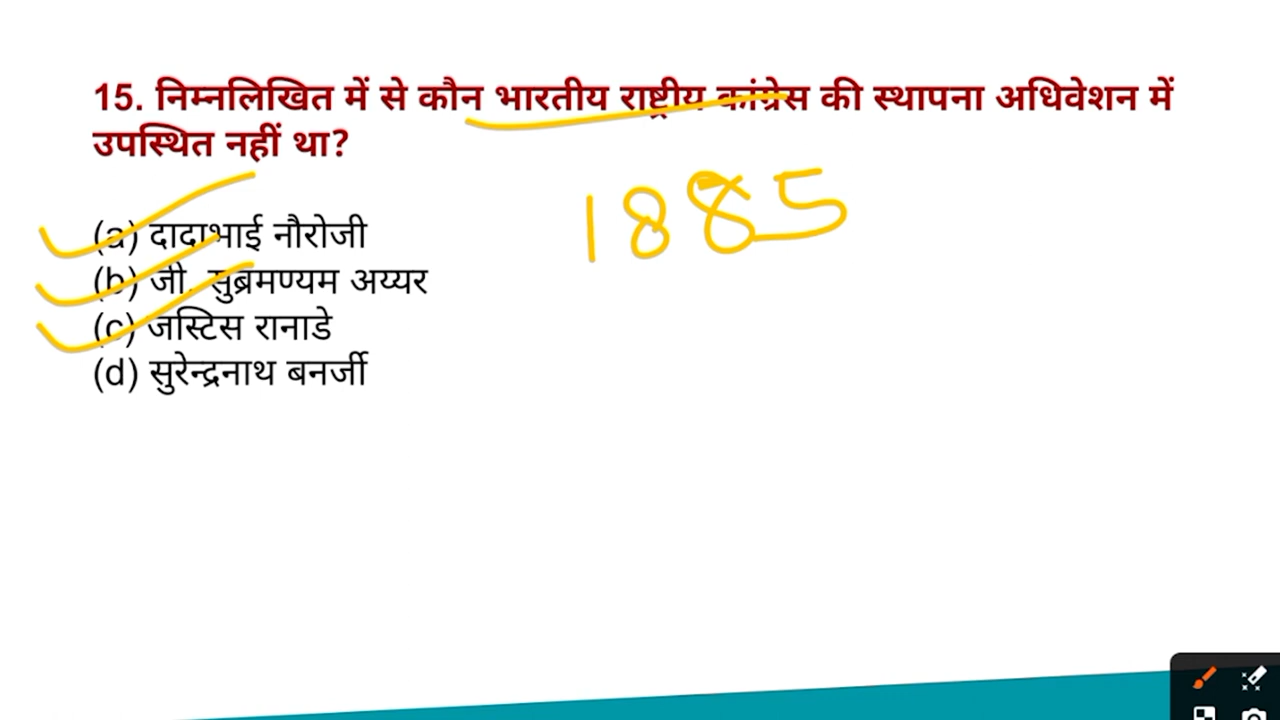 15. निम्नलिखित में से कौन भारतीय राष्ट्रीय कांग्रेस की स्थापना अधिवेशन में
उपस्थित नहीं था?
1885
(a) दादाभाई नौरोजी
(b) जी. सुब्रमण्यम अय्यर
(c) जस्टिस रानाडे
(d) सुरेन्द्रनाथ बनर्जी